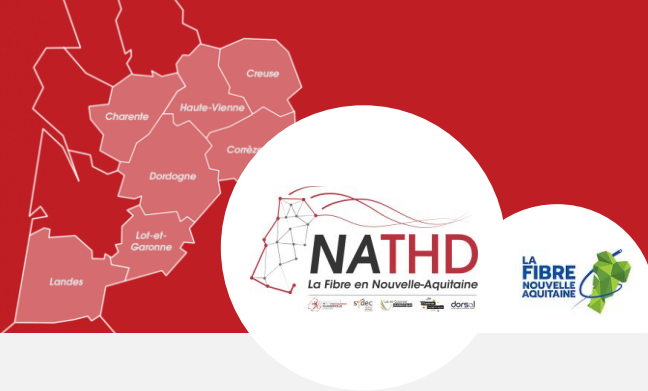 Creuse
Haute-Vienne
Charente
Corrèze
Dordogne
Lot-et-
Garonne
Landes
NATHD
La Fibre en Nouvelle-Aquitaine
sydec
dorsal
LA
FIBRE
NOUVELLE
AQUITAINE